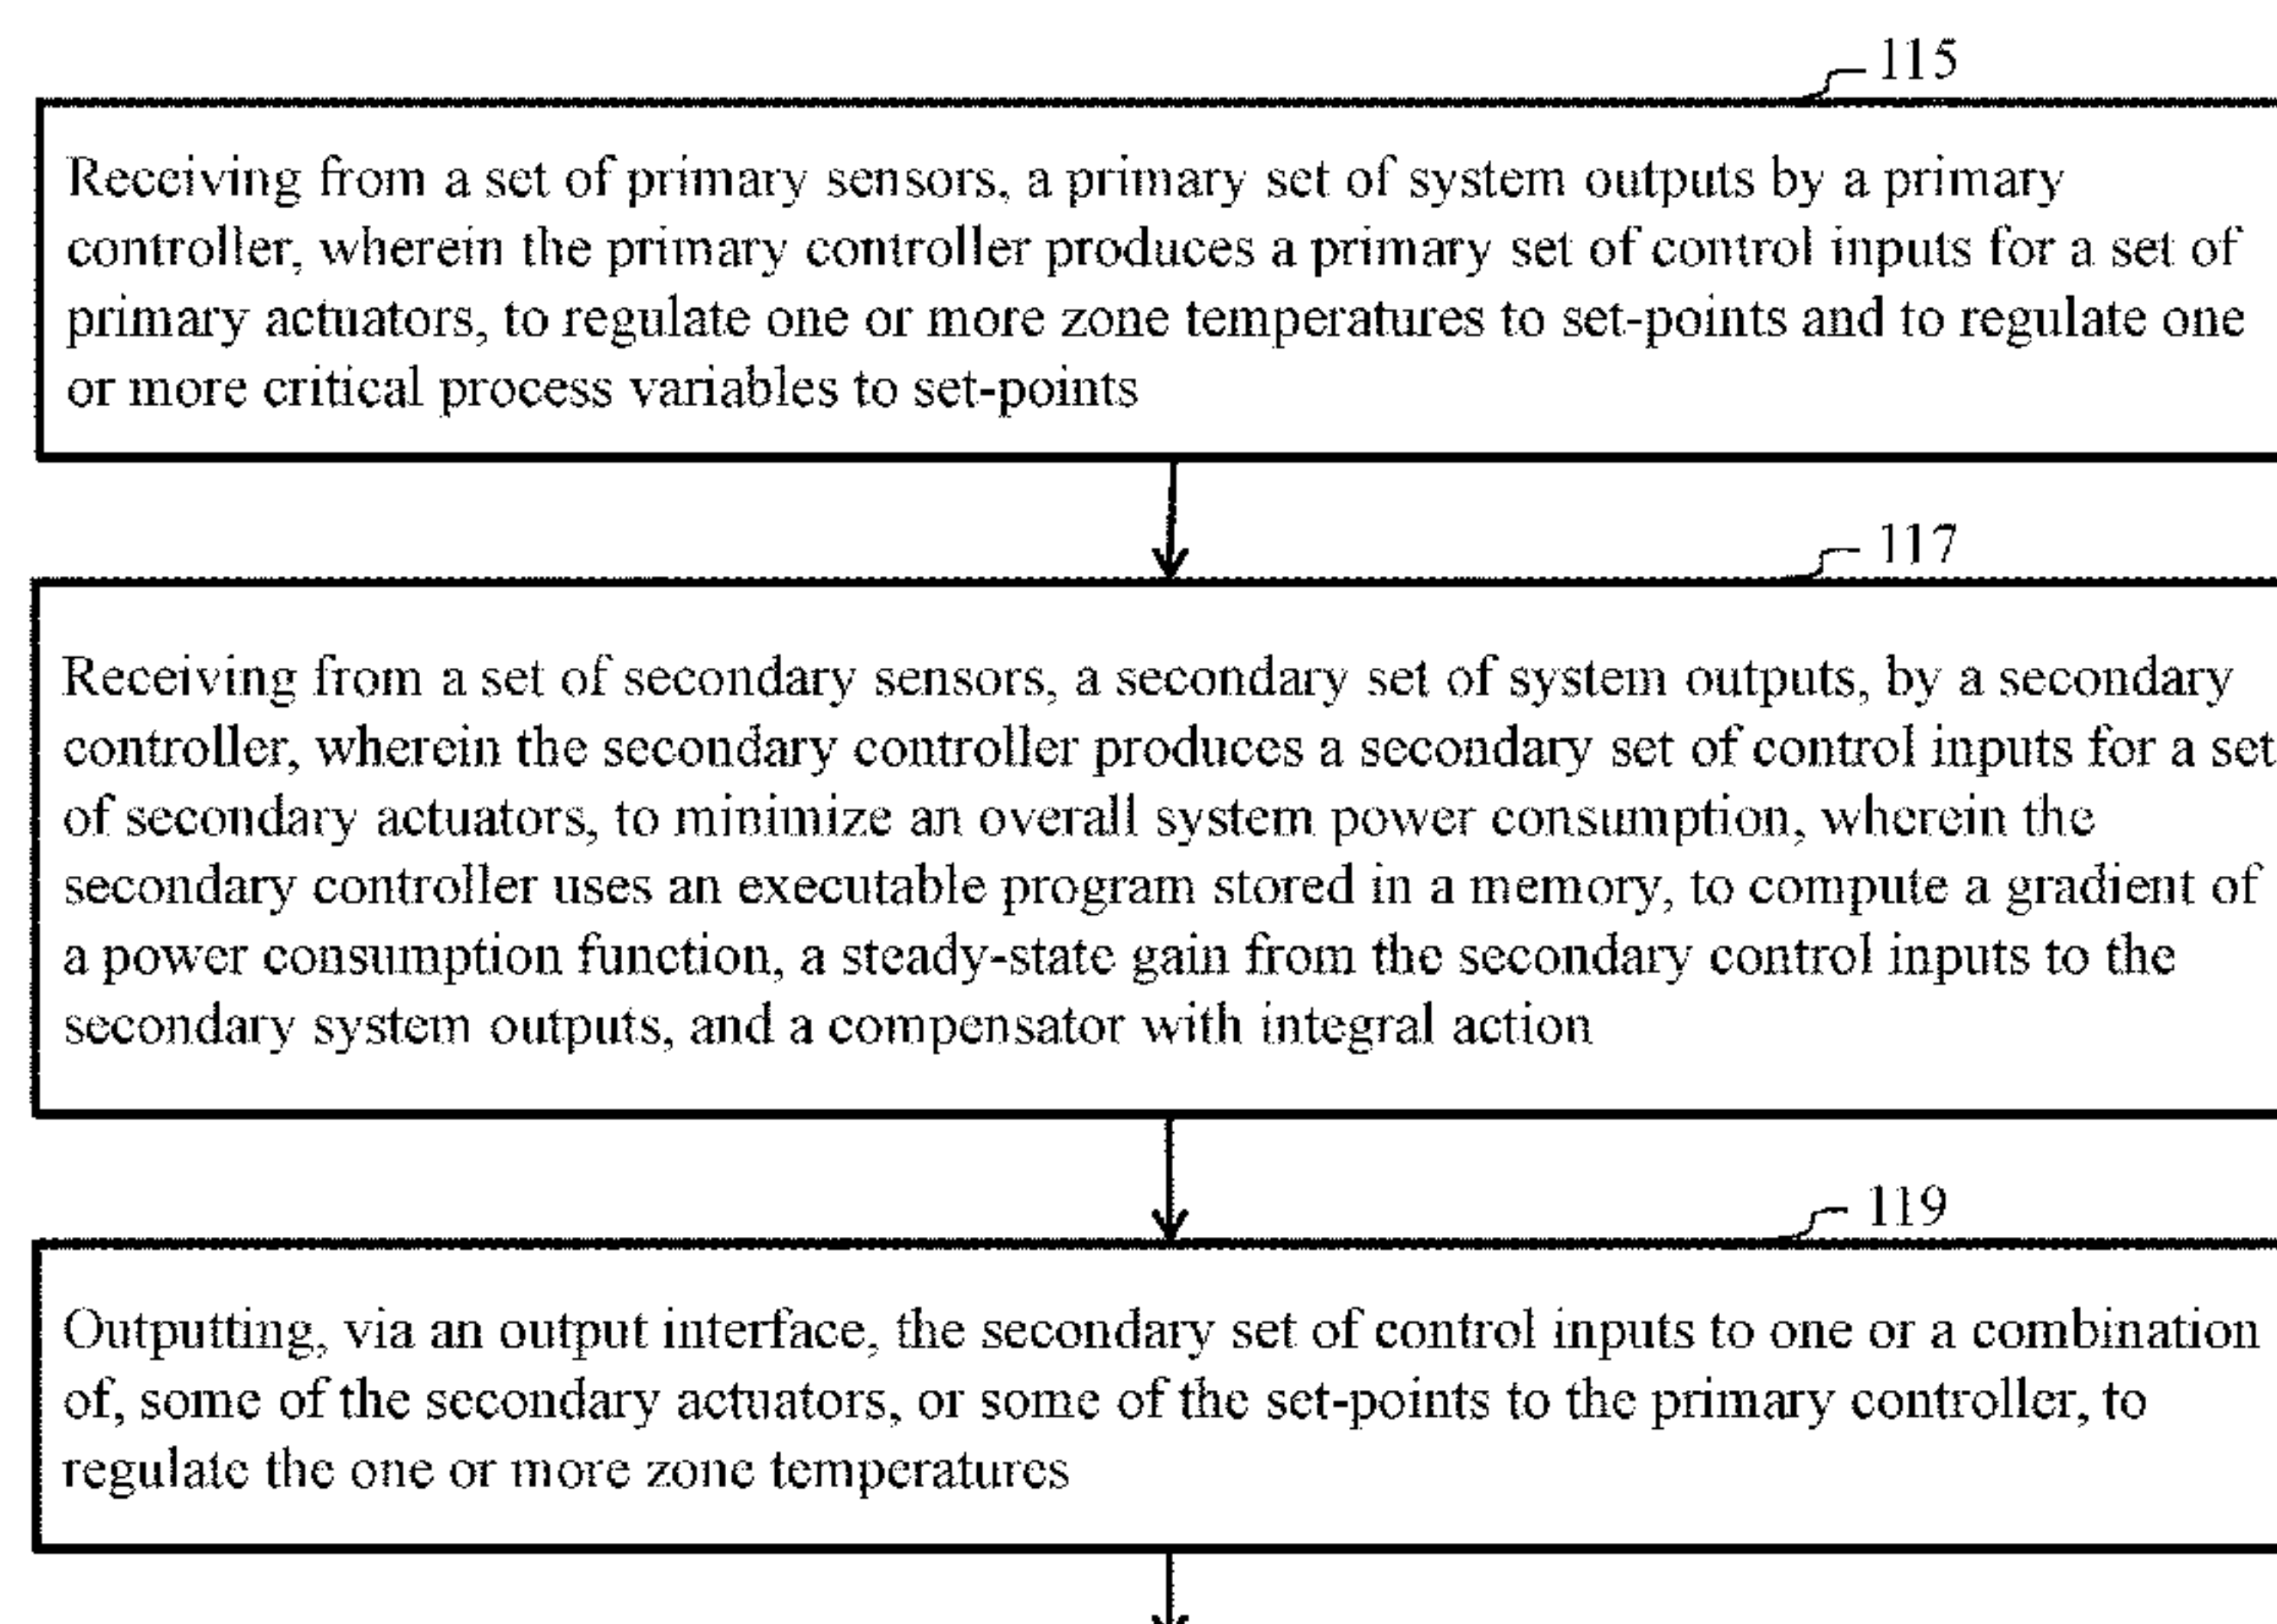 115
Receiving from a set of primary sensors, a primary set of system outputs by a primary
controller, wherein the primary controller produces a primary set of control inputs for a set of
primary actuators, to regulate one or more zone temperatures to set-points and to regulate one
or more critical process variables to set-points
117
Receiving from a set of secondary sensors, a secondary set of system outputs, by a secondary
controller, wherein the secondary controller produces a secondary set of control inputs for a set
of secondary actuators, to minimize an overall system power consumption, wherein the
secondary controller uses an executable program stored in a memory, to compute a gradient of
a power consumption function, a steady-state gain from the secondary control inputs to the
secondary system outputs, and a compensator with integral action
119
Outputting, via an output interface, the secondary set of control inputs to one or a combination
of, some of the secondary actuators, or some of the set-points to the primary controller, to
regulate the one or more zone temperatures